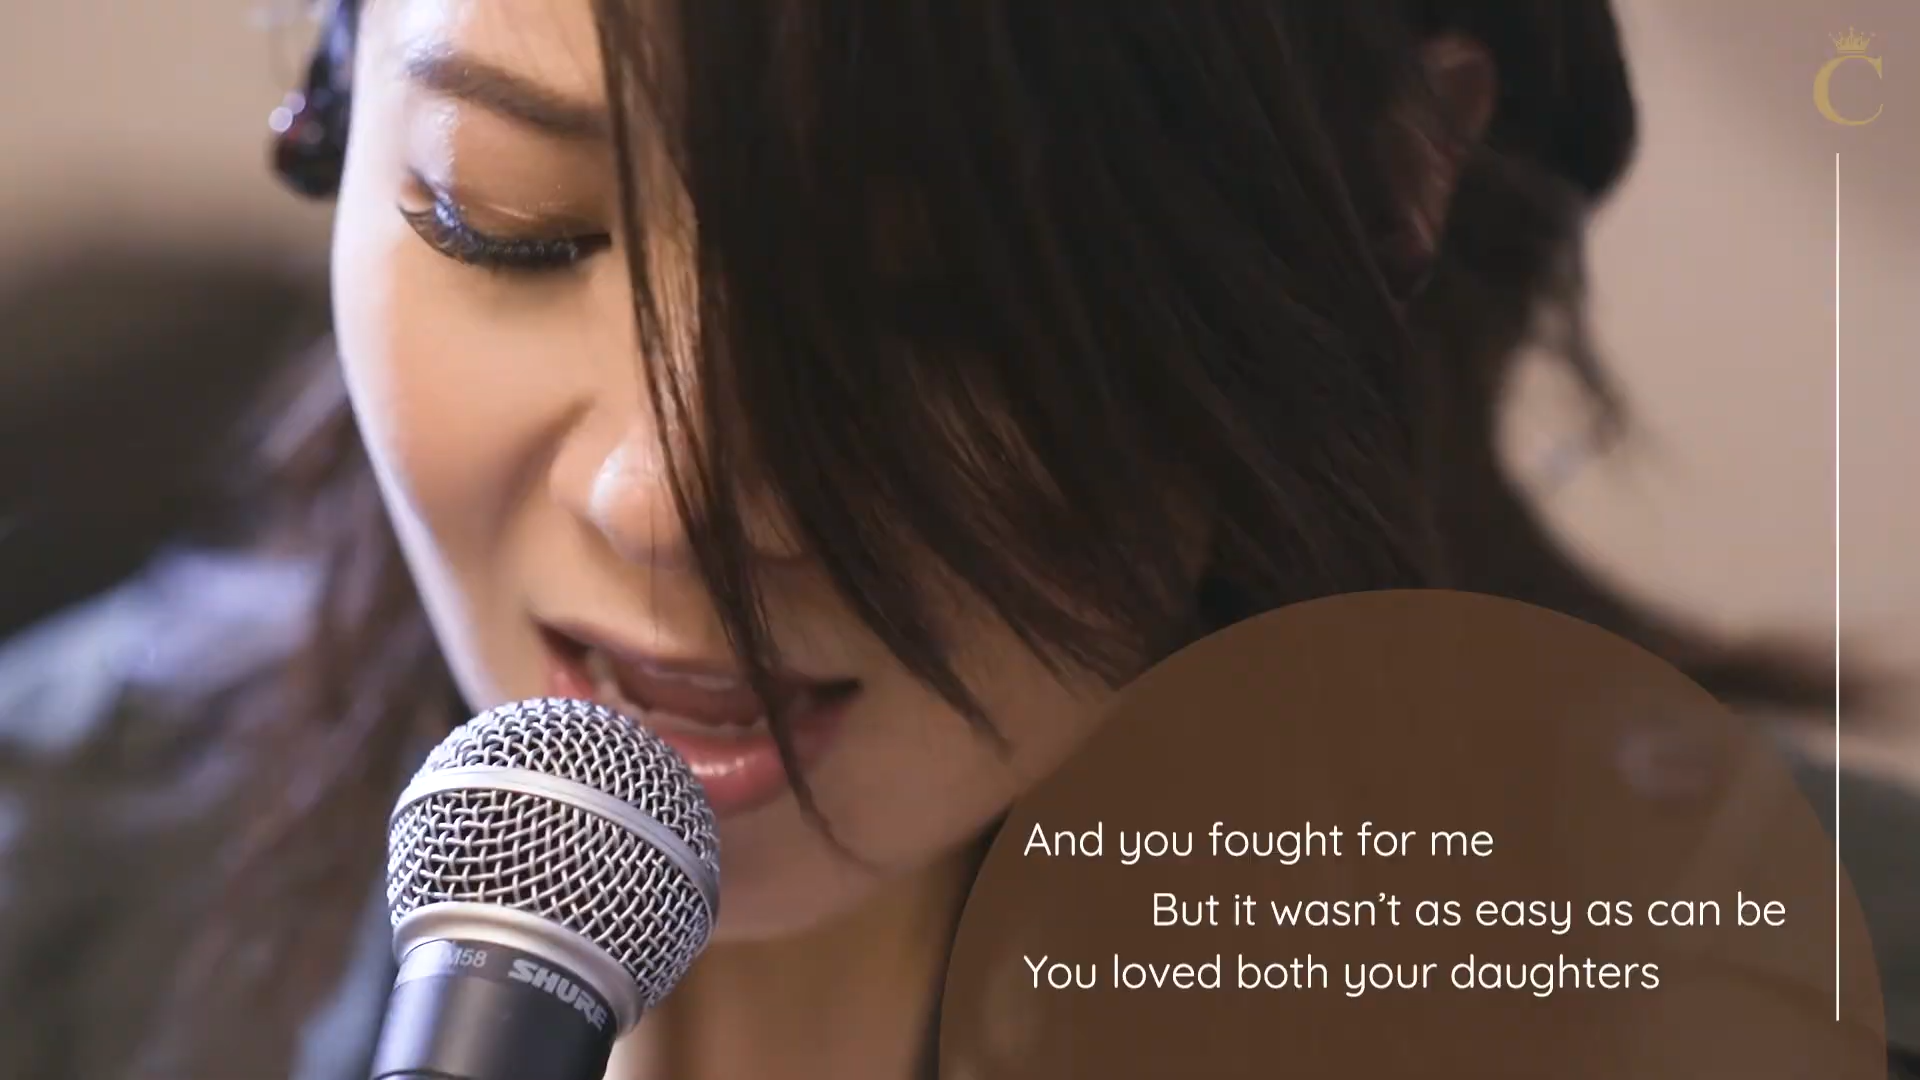 C
And you fought for me
But it wasn't as easy as can be
You loved both your daughters
M58 SHURE